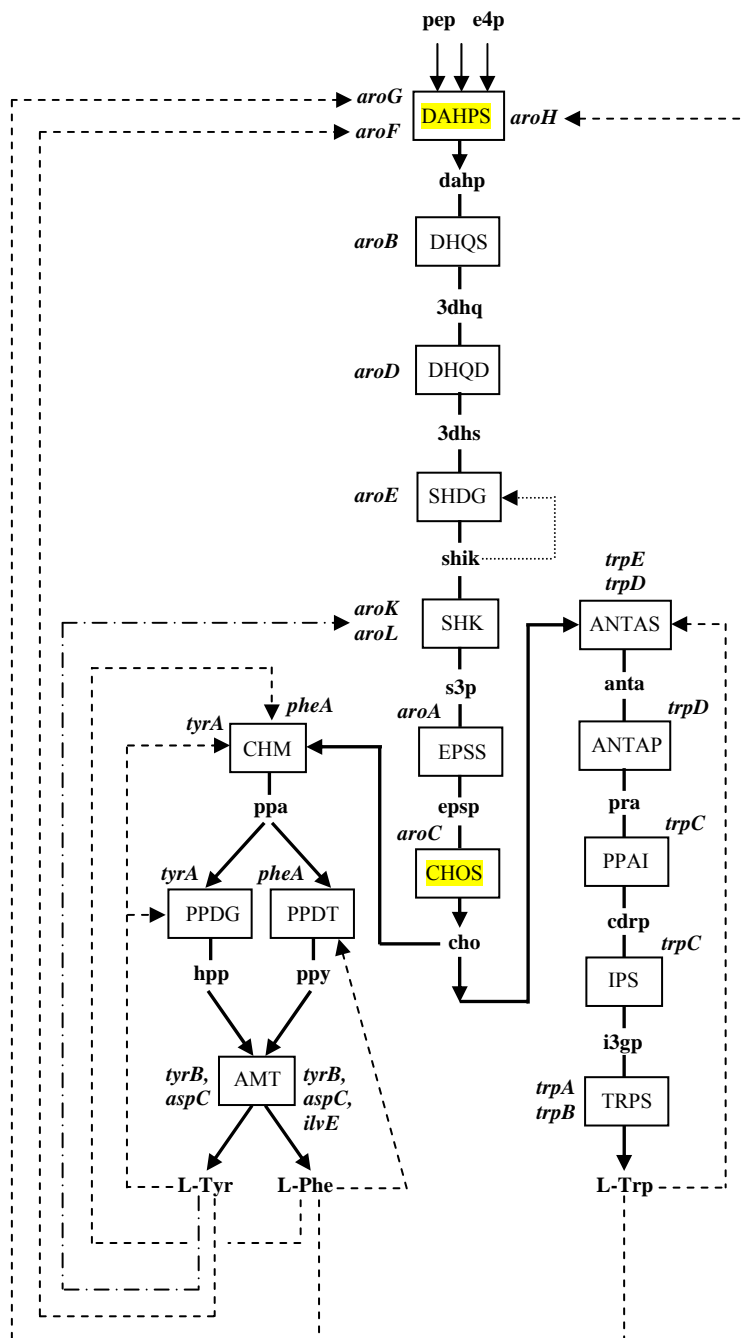 pep e4p
aroG
DAHPS
aroF
aroH
dahp
aroB
DHQS
3dhq
aroD
DHQD
3dhs
aroE
SHDG
shik
trpE
trpD
aroK
aroL
SHK
ANTAS
s3p
anta
pheA
tyrA
CHM
aroA
EPSS
trpD
ANTAP
ppa
epsp
pra
aroC
trpC
tyrA
pheA
CHOS
PPAI
PPDG
PPDT
cho
cdrp
hpp
ppy
trpC
IPS
i3gp
tyrB,
aspC
AMT
tyrB,
aspC,
ilvE
trpA
trpB
TRPS
L-Tyr
L-Phe
L-Trp